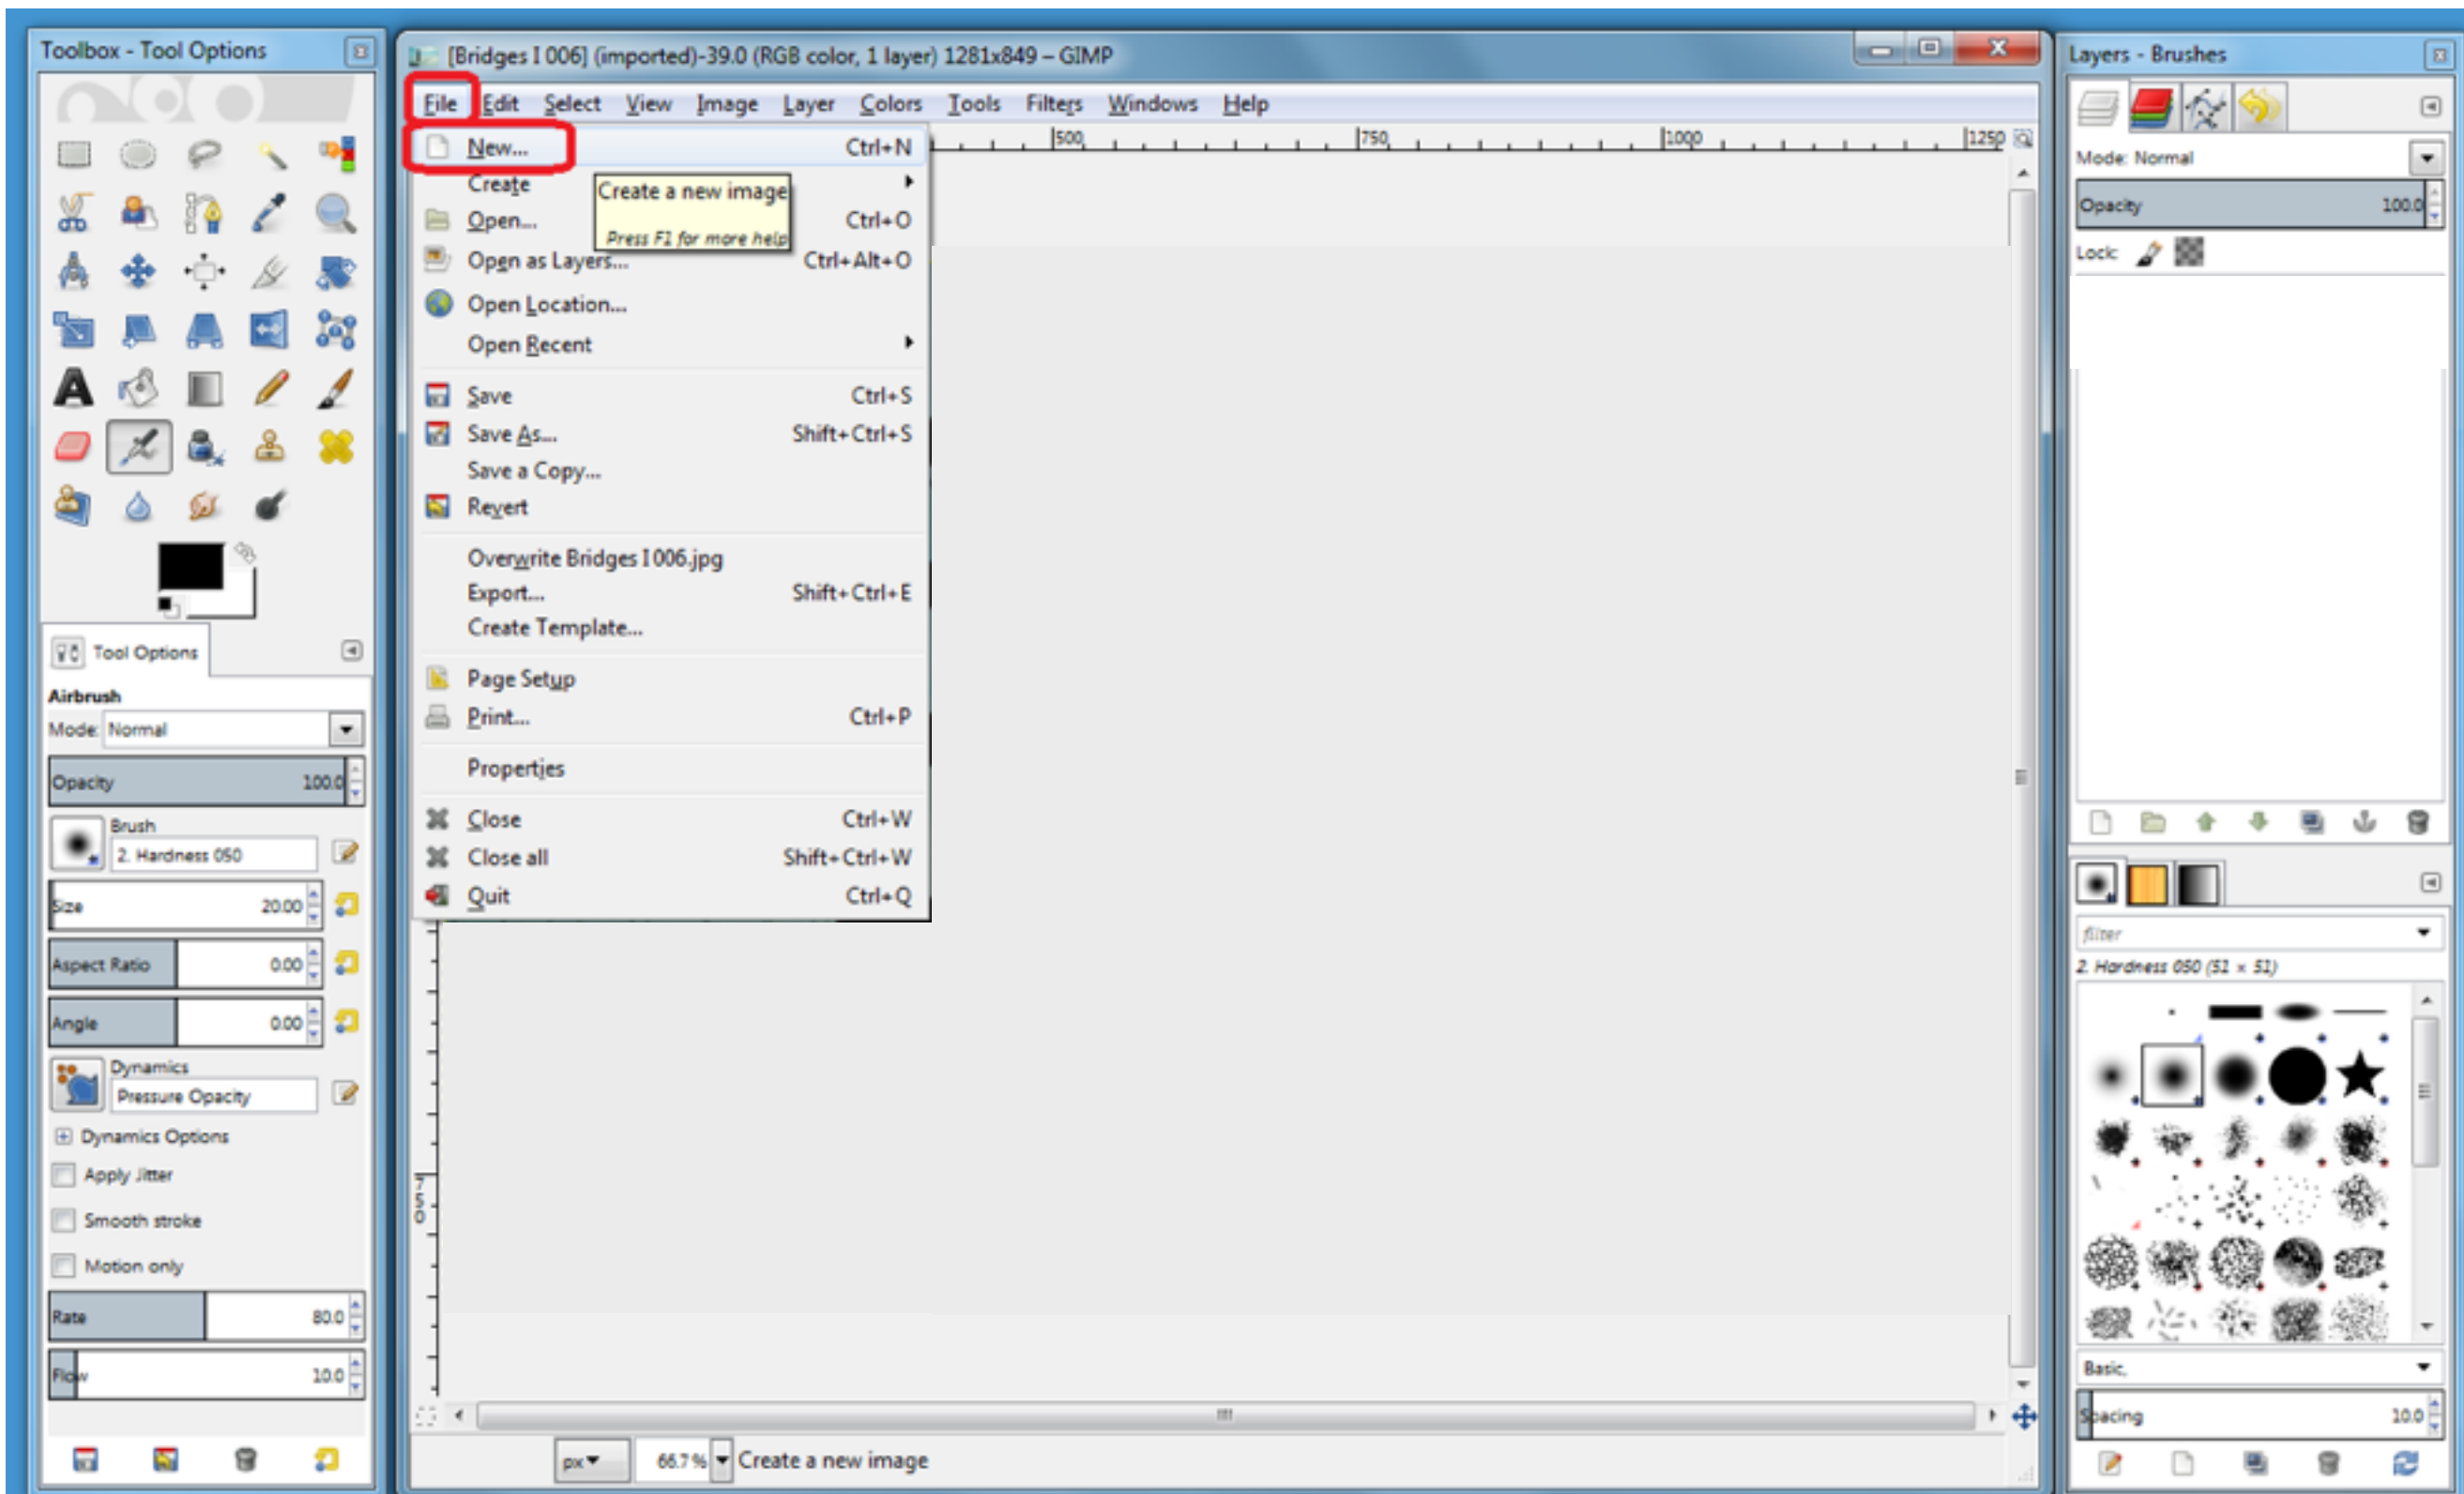 Toolbox - Tool Options
Tool Options
Airbrush
Mode: Normal
Opacity 100.0
Brush
2. Hardness 050
Size 20.00
Aspect Ratio 0.00
Angle 0.00
Dynamics
Pressure Opacity
Dynamics Options
Apply Jitter
Smooth stroke
Motion only
Rate 80.0
Flow 10.0
[Bridges I 006] (imported)-39.0 (RGB color, 1 layer) 1281x849 – GIMP
File Edit Select View Image Layer Colors Tools Filters Windows Help
500 750 1000 1250
New... Ctrl+N
Create
Create a new image
Press F1 for more help
Open... Ctrl+O
Open as Layers... Ctrl+Alt+O
Open Location...
Open Recent
Save Ctrl+S
Save As... Shift+Ctrl+S
Save a Copy...
Revert
Overwrite Bridges I 006.jpg
Export... Shift+Ctrl+E
Create Template...
Page Setup
Print... Ctrl+P
Properties
Close Ctrl+W
Close all Shift+Ctrl+W
Quit Ctrl+Q
750
px 66.7 % Create a new image
Layers - Brushes
Mode: Normal
Opacity 100.0
Lock:
filter
2. Hardness 050 (51 × 51)
Basic,
Spacing 10.0